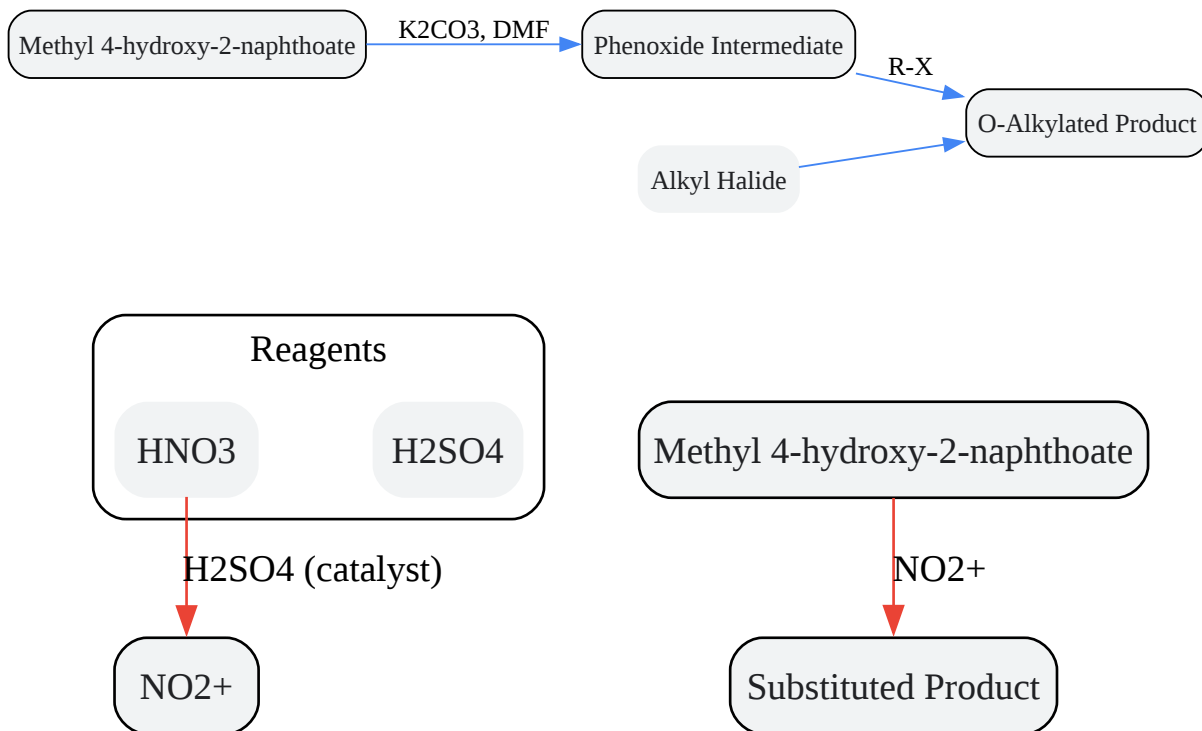 Methyl 4-hydroxy-2-naphthoate
K2CO3, DMF
Phenoxide Intermediate
R-X
O-Alkylated Product
Alkyl Halide
Reagents
HNO3
H2SO4
H2SO4 (catalyst)
NO2+
Methyl 4-hydroxy-2-naphthoate
NO2+
Substituted Product